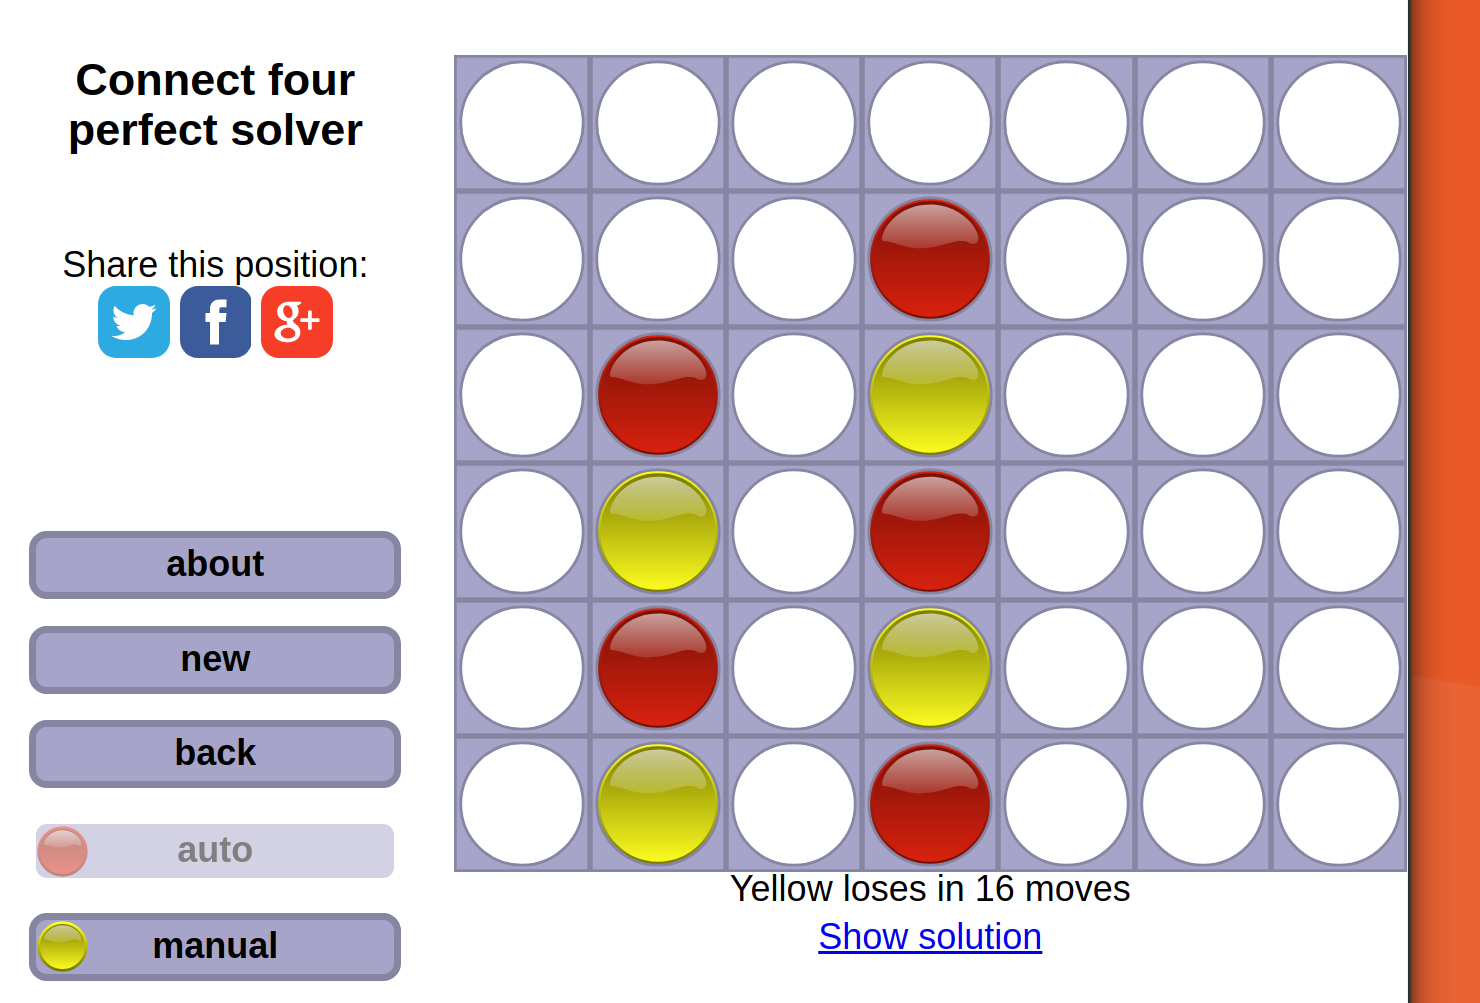 Connect four
perfect solver
Share this position:
f
g+
about
new
back
auto
manual
Yellow loses in 16 moves
Show solution